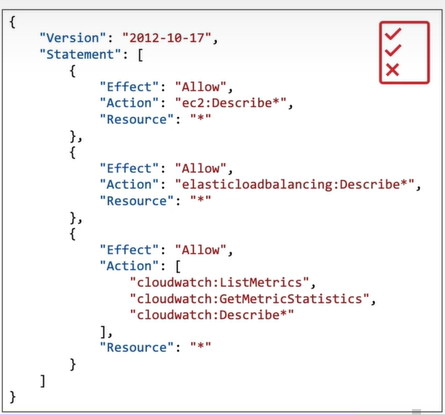 {
"Version": "2012-10-17",
"Statement": [
{
"Effect": "Allow",
"Action": "ec2:Describe*",
"Resource": "*"
},
{
"Effect": "Allow",
"Action": "elasticloadbalancing:Describe*",
"Resource": "*"
},
{
"Effect": "Allow",
"Action": [
"cloudwatch:ListMetrics",
"cloudwatch:GetMetricStatistics",
"cloudwatch:Describe*"
],
"Resource": "*"
}
]
}